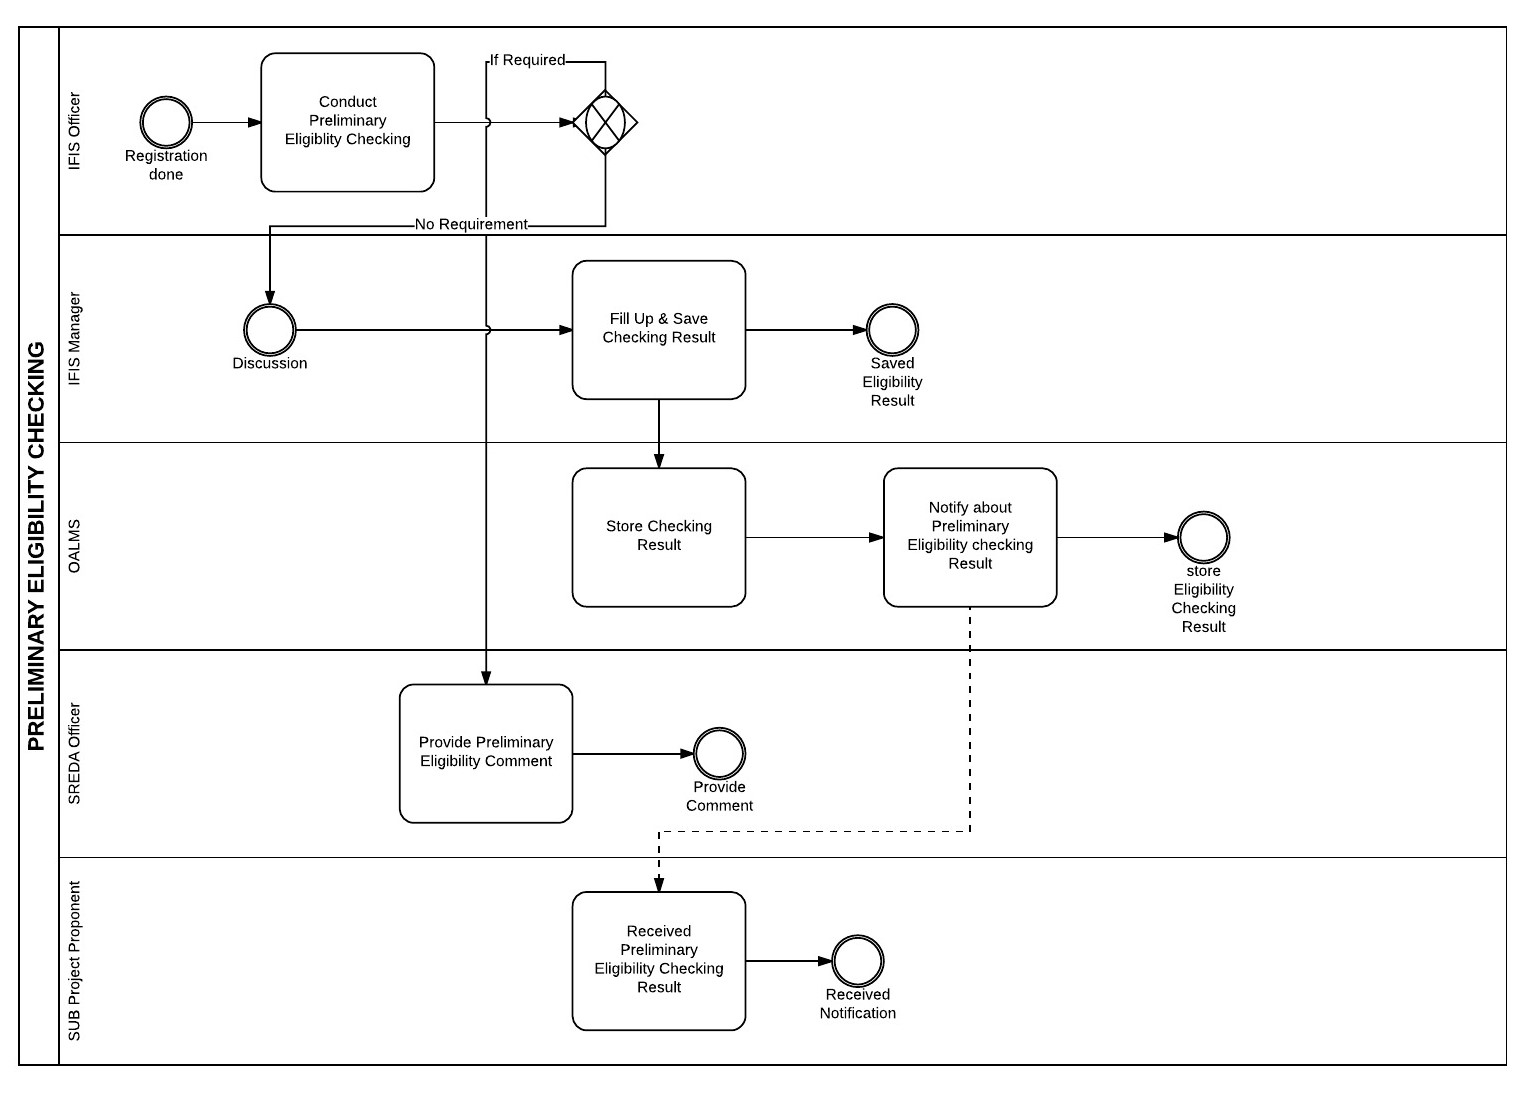 PRELIMINARY ELIGIBILITY CHECKING
IFIS Officer
Registration
done
Conduct
Preliminary
Eligiblity Checking
If Required
No Requirement
IFIS Manager
Discussion
Fill Up & Save
Checking Result
Saved
Eligibility
Result
OALMS
Store Checking
Result
Notify about
Preliminary
Eligibility checking
Result
store
Eligibility
Checking
Result
SREDA Officer
Provide Preliminary
Eligibility Comment
Provide
Comment
SUB Project Proponent
Received
Preliminary
Eligibility Checking
Result
Received
Notification